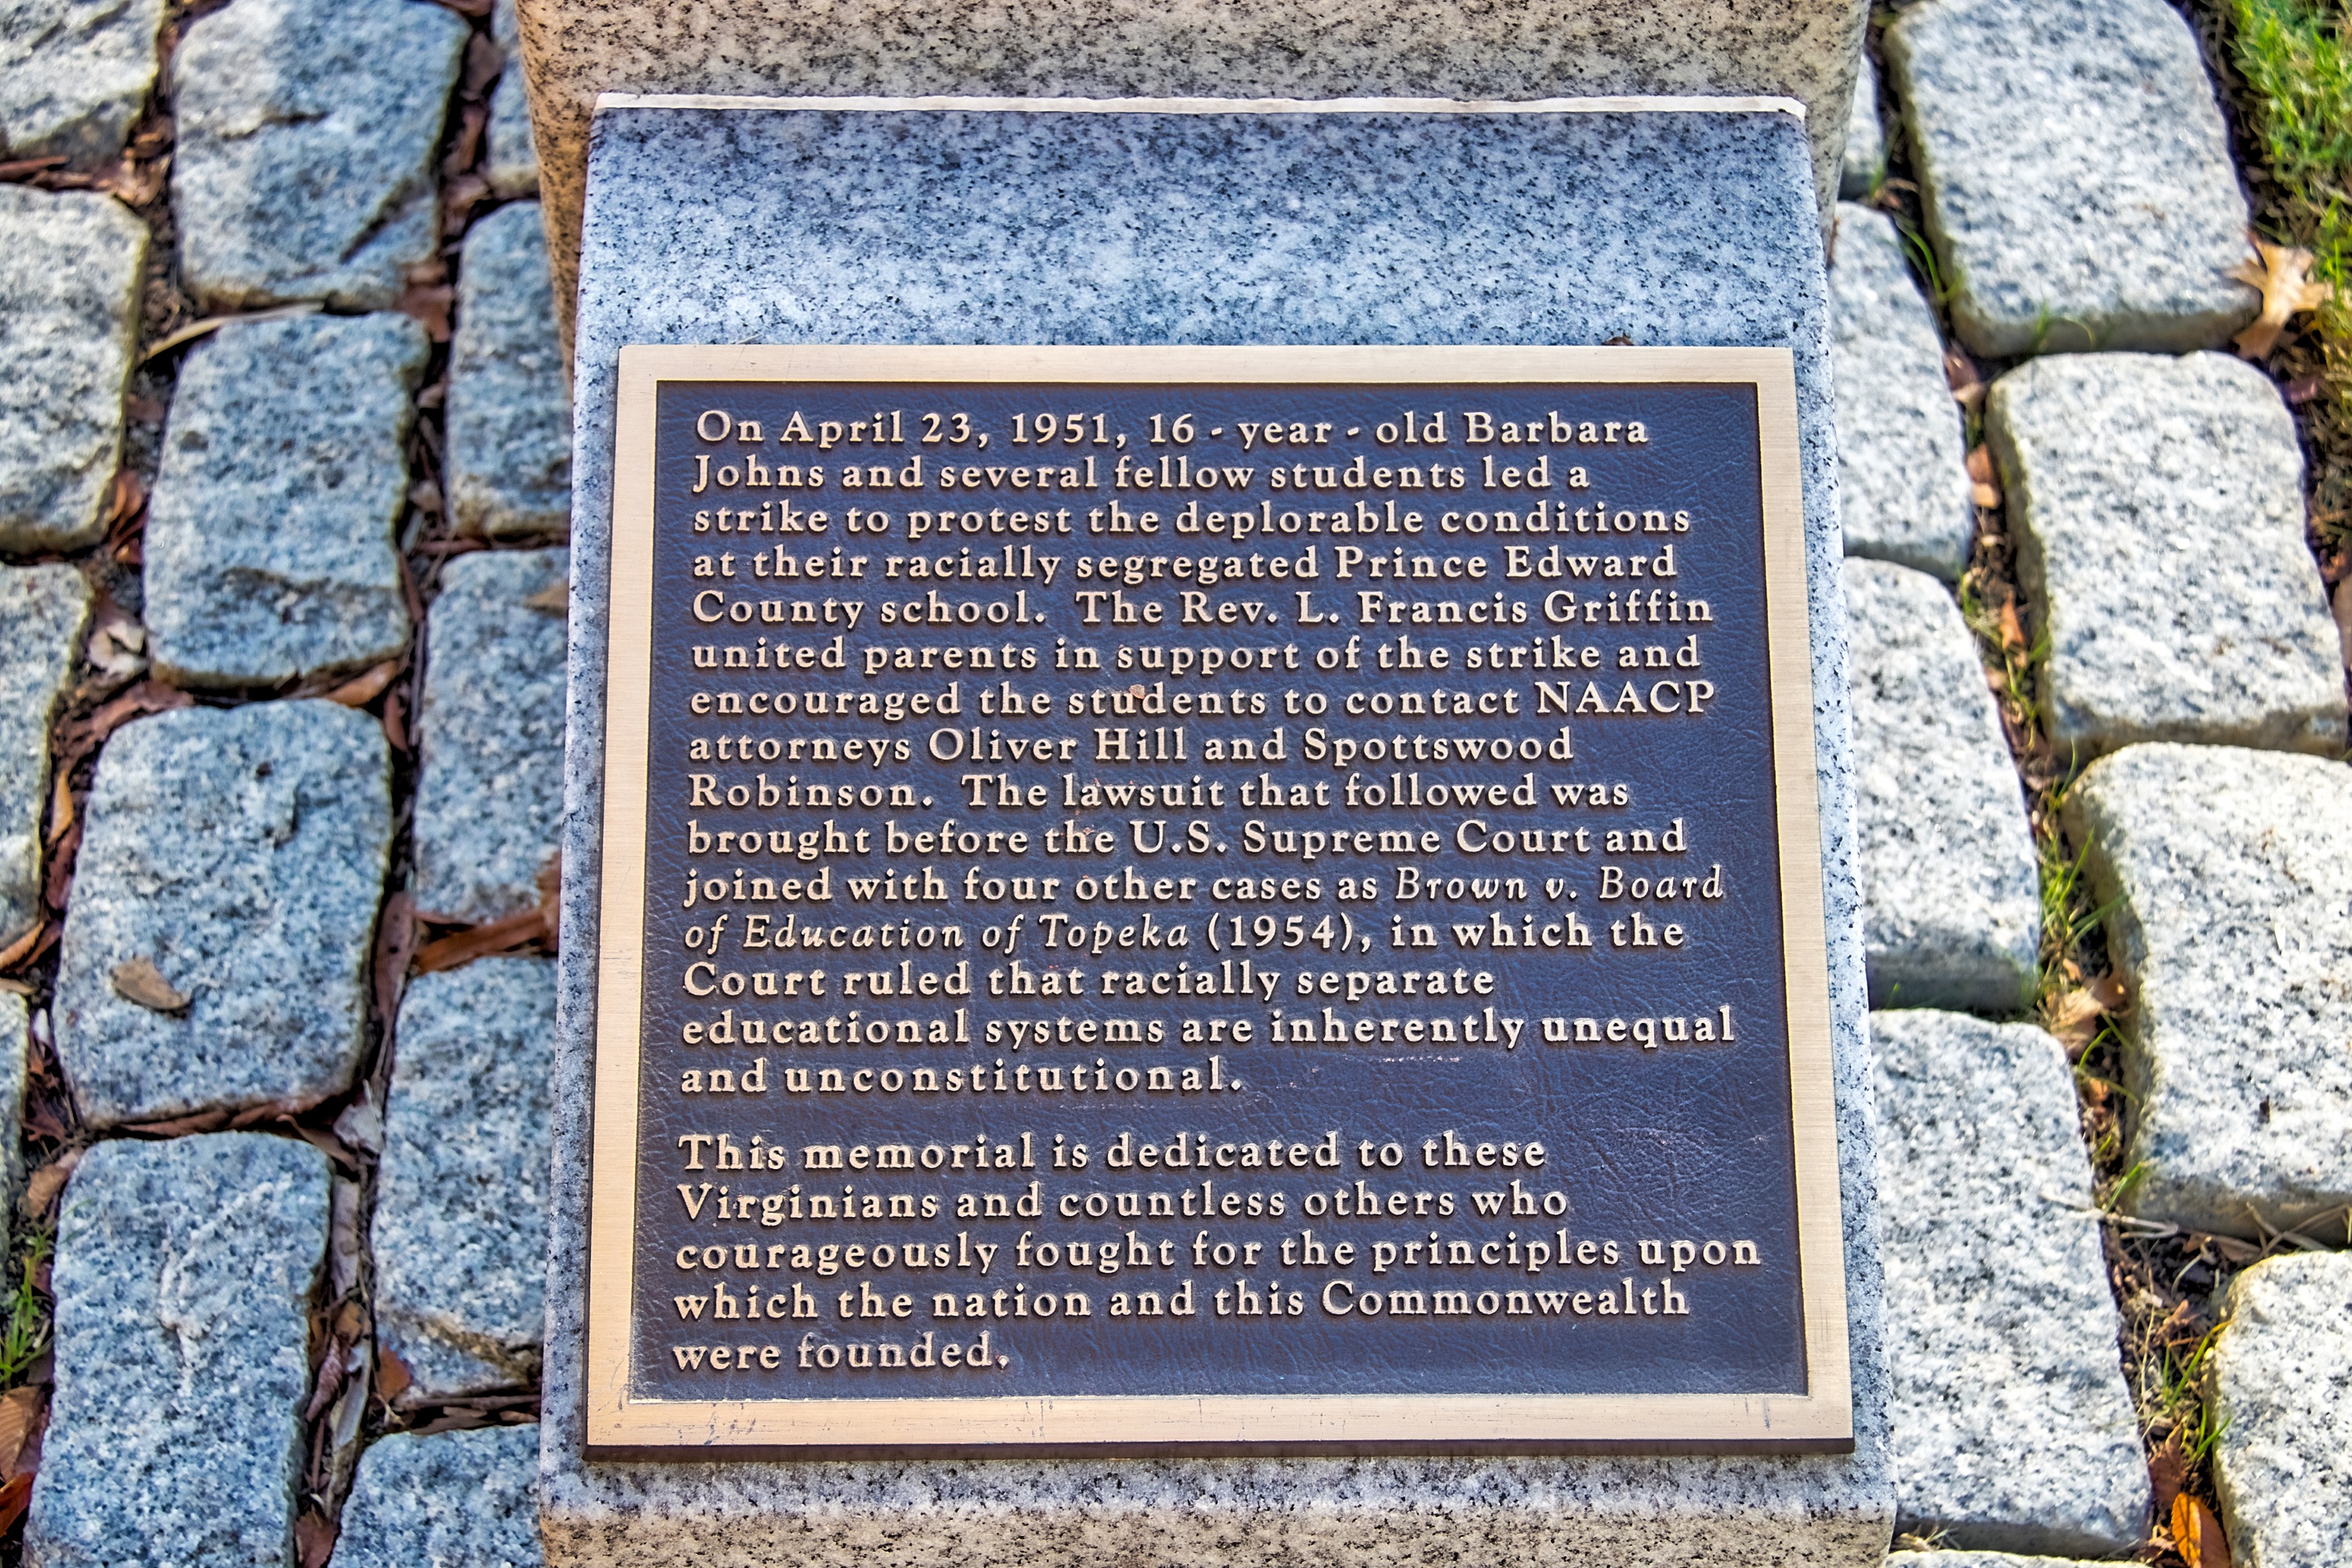 On April 23, 1951, 16 - year - old Barbara
Johns and several fellow students led a
strike to protest the deplorable conditions
at their racially segregated Prince Edward
County school. The Rev. L. Francis Griffin
united parents in support of the strike and
encouraged the students to contact NAACP
attorneys Oliver Hill and Spottswood
Robinson. The lawsuit that followed was
brought before the U.S. Supreme Court and
joined with four other cases as Brown v. Board
of Education of Topeka (1954), in which the
Court ruled that racially separate
educational systems are inherently unequal
and unconstitutional.
This memorial is dedicated to these
Virginians and countless others who
courageously fought for the principles upon
which the nation and this Commonwealth
were founded.